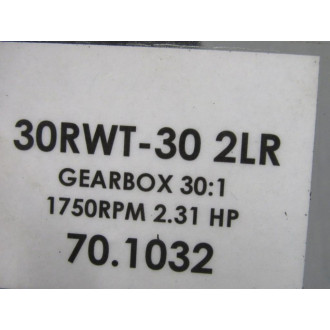 30RWT-30 2LR
GEARBOX 30:1
1750RPM 2.31 HP
70.1032